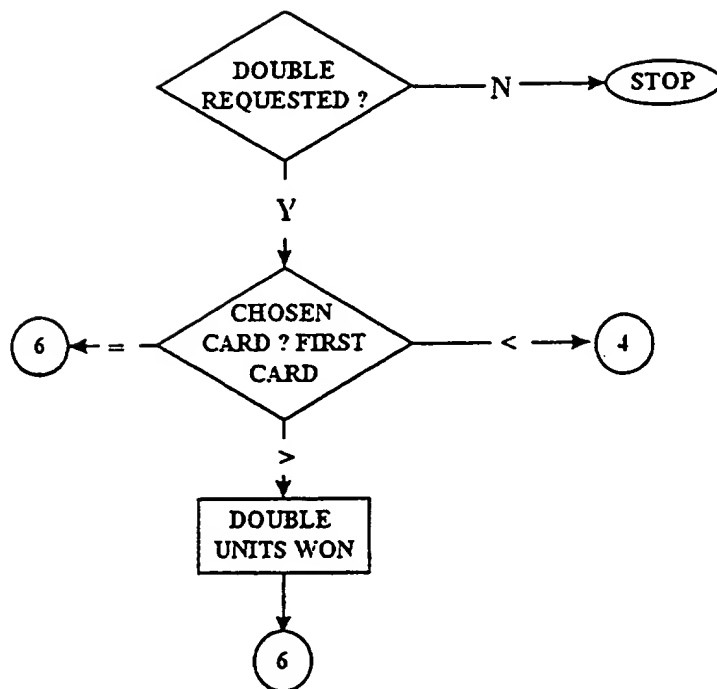 DOUBLE
REQUESTED ?
N
STOP
Y
CHOSEN
CARD ? FIRST
CARD
6
=
<
4
>
DOUBLE
UNITS WON
6